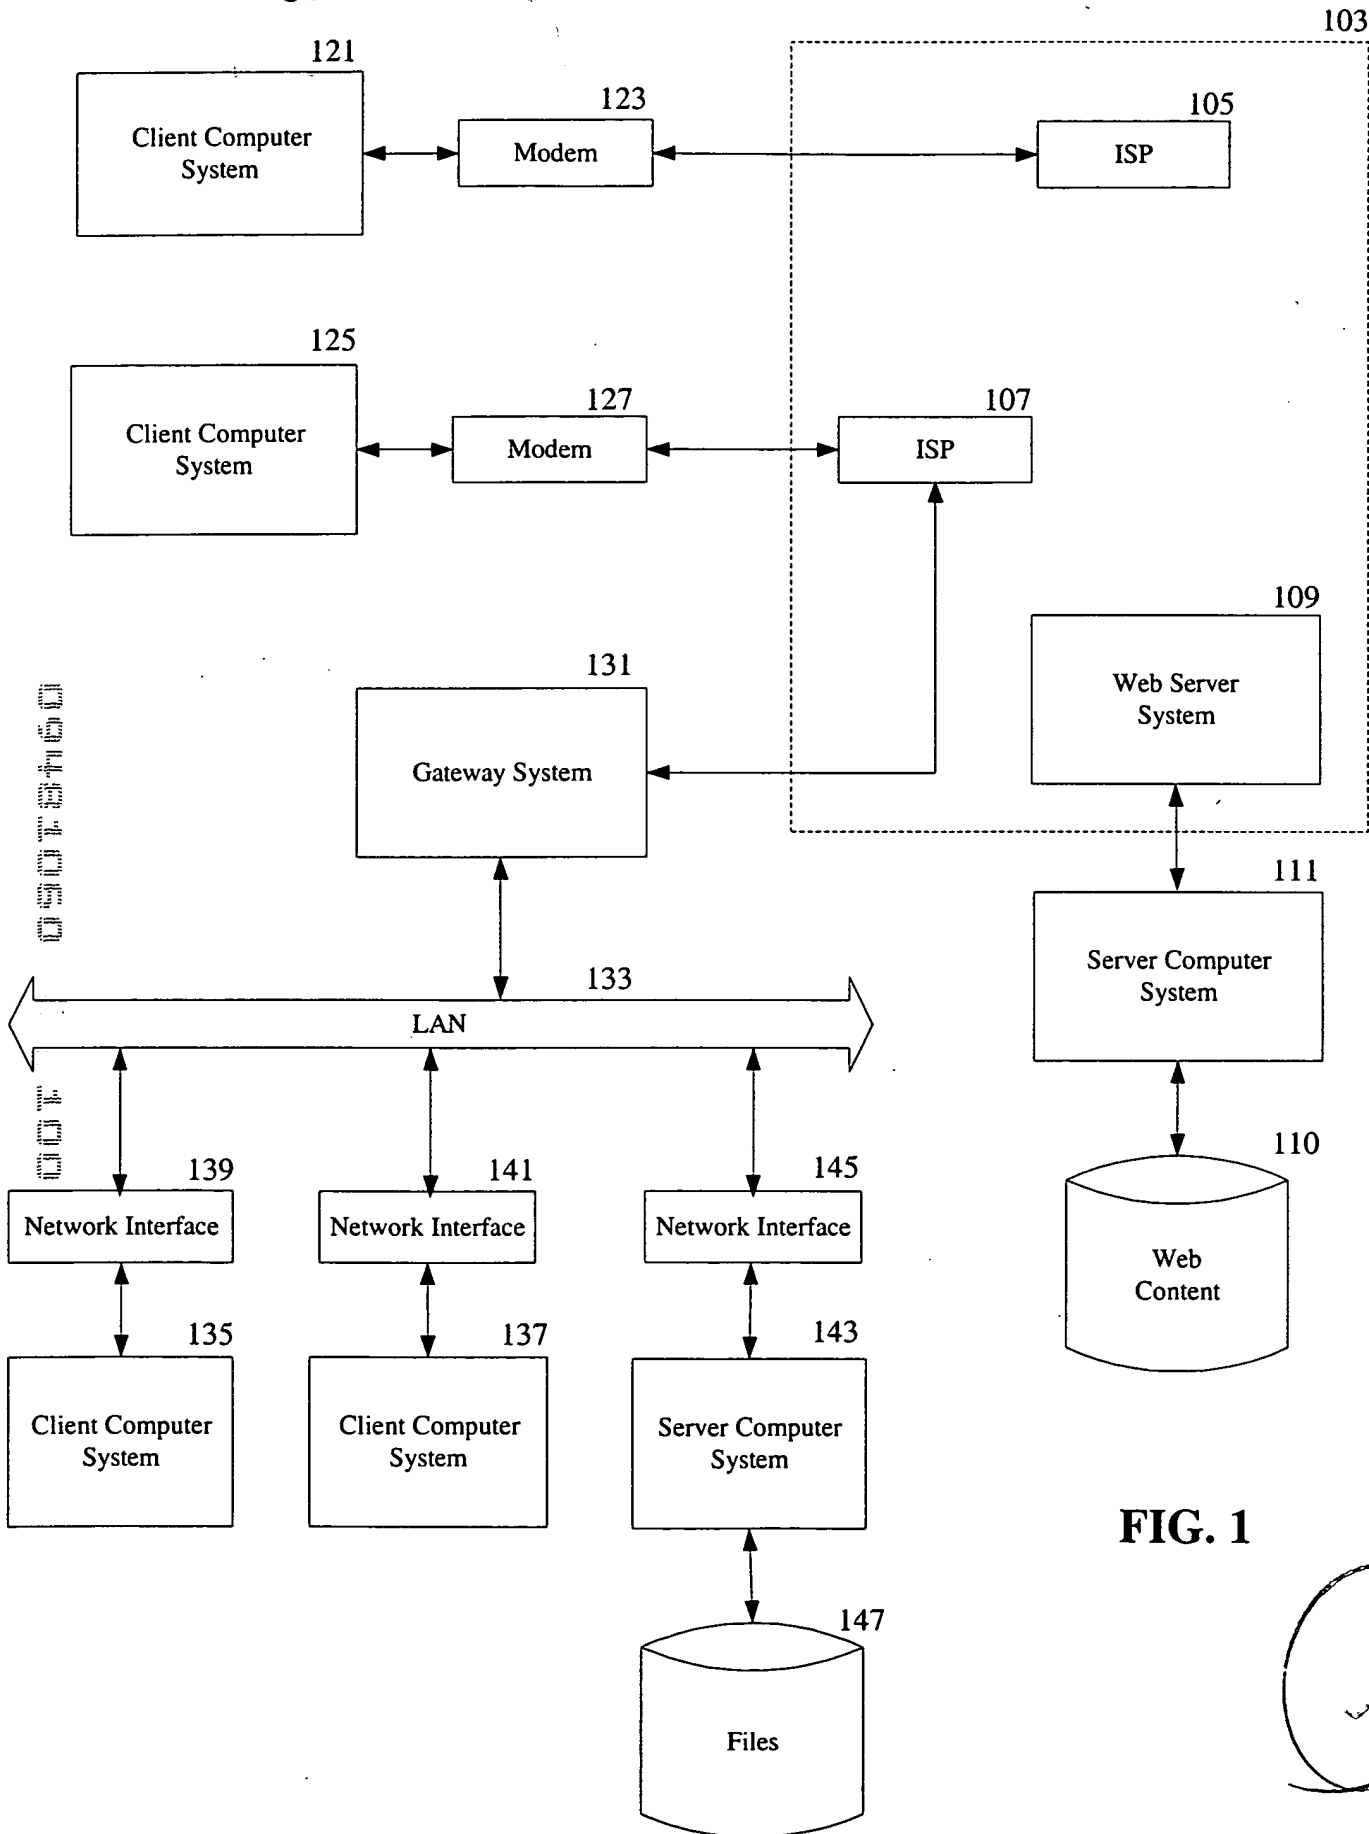 103
121
Client Computer
System
123
Modem
105
ISP
125
Client Computer
System
127
Modem
107
ISP
109
Web Server
System
131
Gateway System
111
Server Computer
System
133
LAN
110
Web
Content
139
Network Interface
141
Network Interface
145
Network Interface
135
Client Computer
System
137
Client Computer
System
143
Server Computer
System
147
Files
FIG. 1